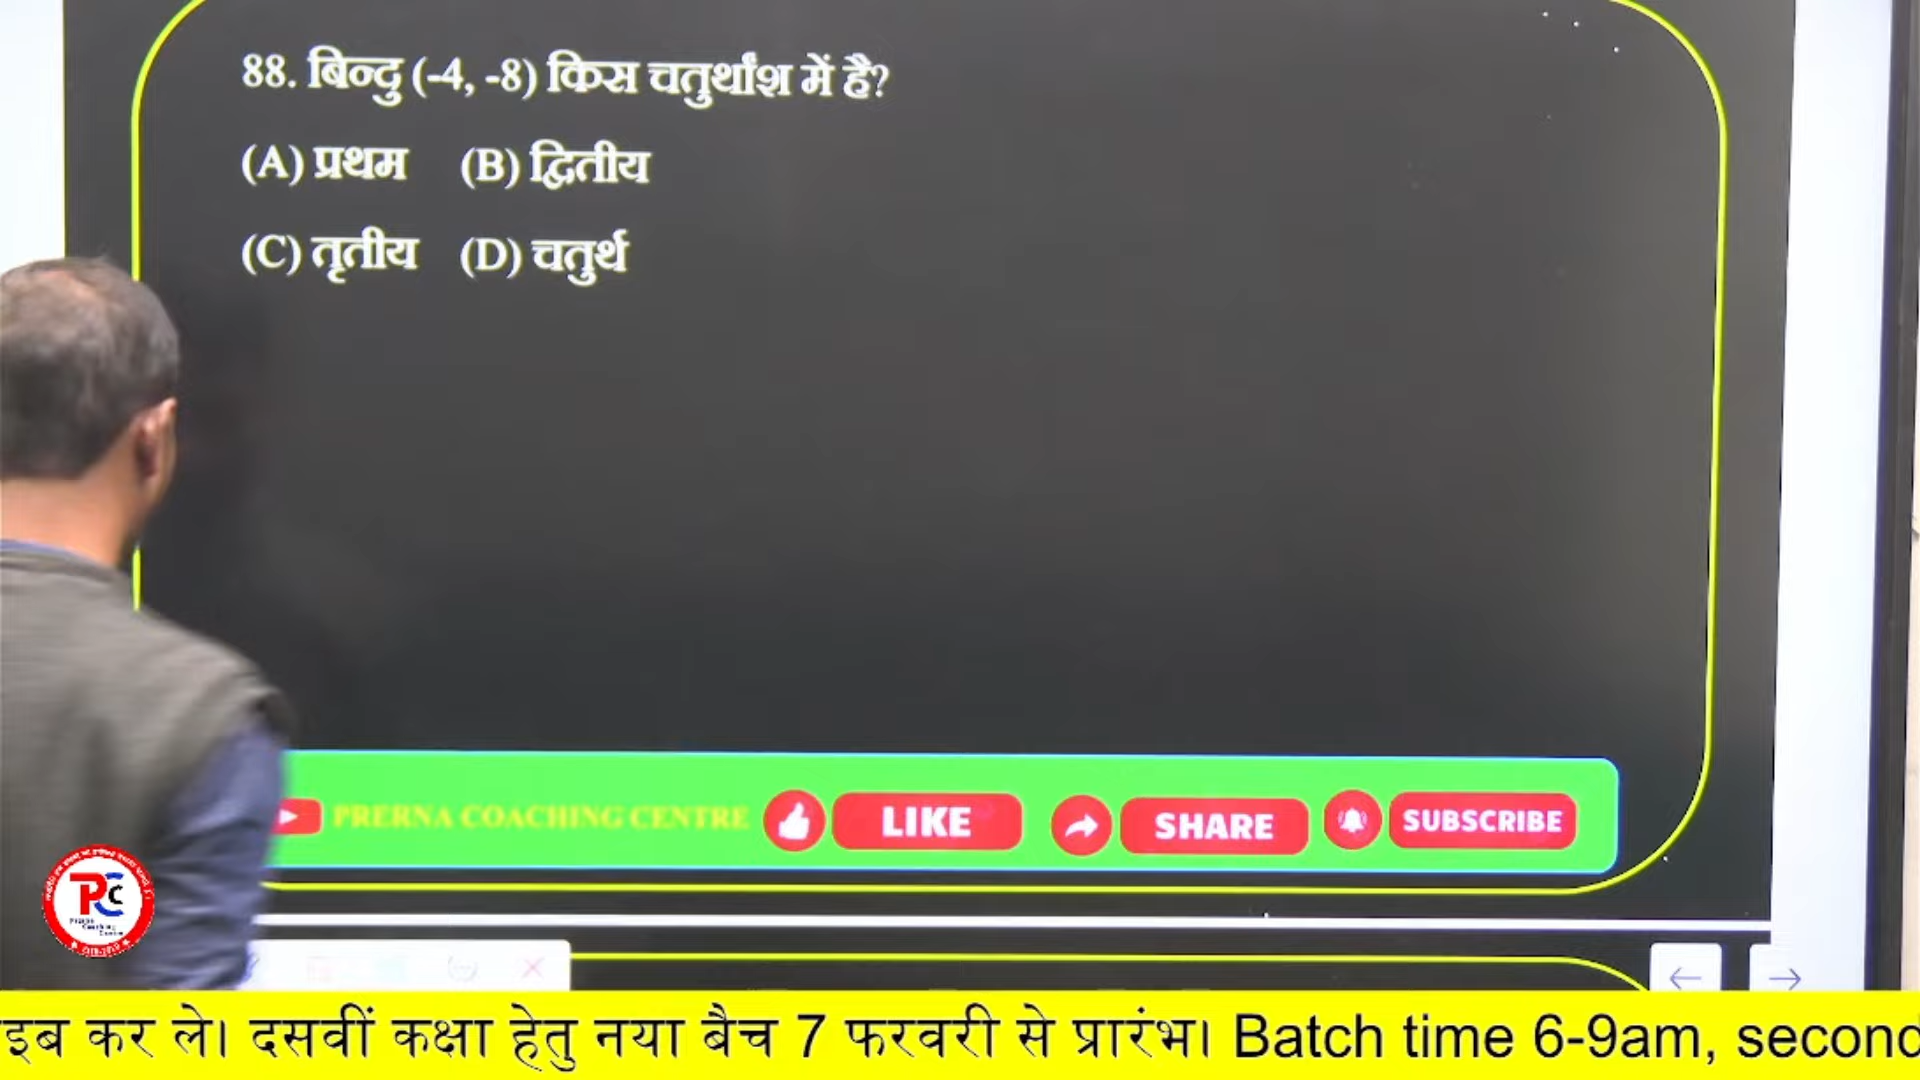 88. बिन्दु (-4, -8) किस चतुर्थांश में है?
(A) प्रथम (B) द्वितीय
(C) तृतीय (D) चतुर्थ
PRERNA COACHING CENTRE LIKE SHARE SUBSCRIBE
PCC
इब कर ले। दसवीं कक्षा हेतु नया बैच 7 फरवरी से प्रारंभ। Batch time 6-9am, second